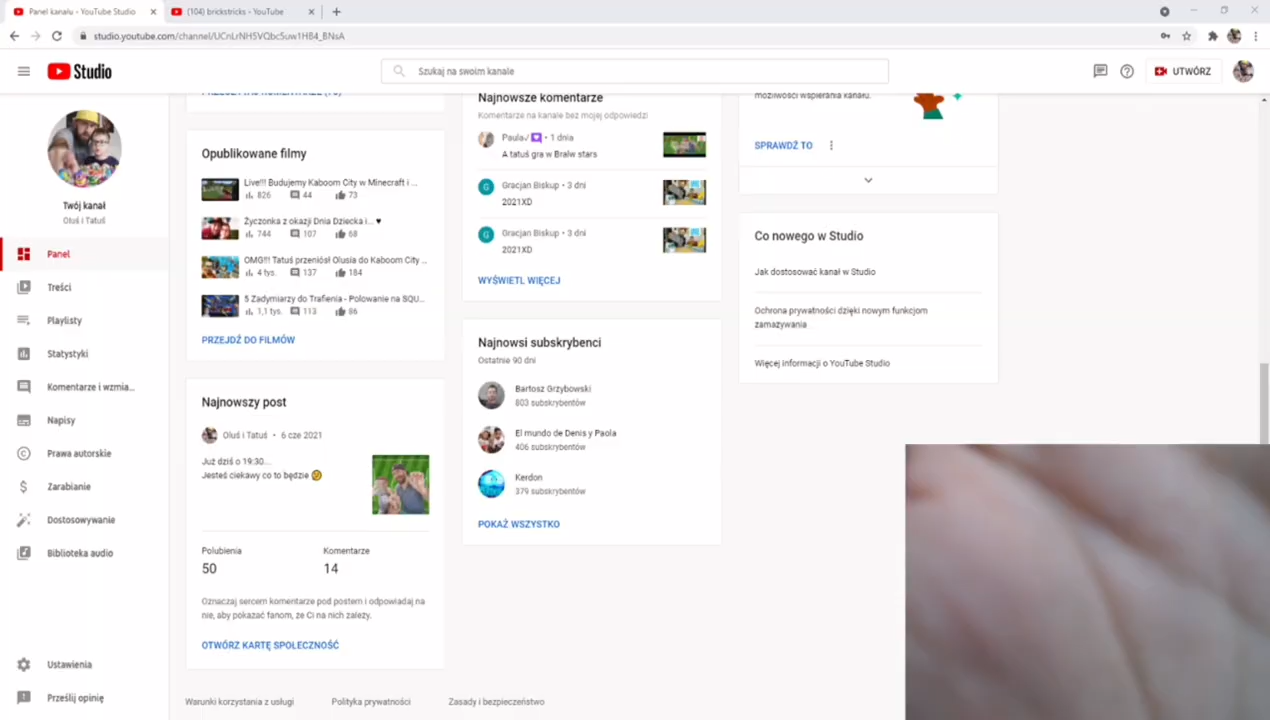 Panel kanału - YouTube Studio
(104) brickstricks - YouTube
studio.youtube.com/channel/UCnLrNH5VQbc5uw1H84_BNsA
Studio
Szukaj na swoim kanale
UTWÓRZ
Twój kanał
Oluś i Tatuś
Panel
Treści
Playlisty
Statystyki
Komentarze i wzmia...
Napisy
Prawa autorskie
Zarabianie
Dostosowywanie
Biblioteka audio
Ustawienia
Prześlij opinię
Opublikowane filmy
Live!!! Budujemy Kaboom City w Minecraft i ...
826 44 73
Życzonka z okazji Dnia Dziecka i... ♥
744 107 68
OMG!!! Tatuś przeniósł Olusia do Kaboom City ...
4 tys. 137 184
5 Zadymiarzy do Trafienia - Polowanie na SQU...
1,1 tys. 113 86
PRZEJDŹ DO FILMÓW
Najnowszy post
Oluś i Tatuś • 6 cze 2021
Już dziś o 19:30...
Jesteś ciekawy co to będzie 🤣
Polubienia Komentarze
50 14
Oznaczaj sercem komentarze pod postem i odpowiadaj na
nie, aby pokazać fanom, że Ci na nich zależy.
OTWÓRZ KARTĘ SPOŁECZNOŚĆ
Najnowsze komentarze
Komentarze na kanale bez mojej odpowiedzi
Paula✓💟 • 1 dnia
A tatuś gra w Bralw stars
G
Gracjan Biskup • 3 dni
2021XD
G
Gracjan Biskup • 3 dni
2021XD
WYŚWIETL WIĘCEJ
Najnowsi subskrybenci
Ostatnie 90 dni
Bartosz Grzybowski
803 subskrybentów
El mundo de Denis y Paola
406 subskrybentów
Kerdon
379 subskrybentów
POKAŻ WSZYSTKO
możliwości wspierania kanału.
SPRAWDŹ TO
Co nowego w Studio
Jak dostosować kanał w Studio
Ochrona prywatności dzięki nowym funkcjom
zamazywania
Więcej informacji o YouTube Studio
Warunki korzystania z usługi
Polityka prywatności
Zasady i bezpieczeństwo